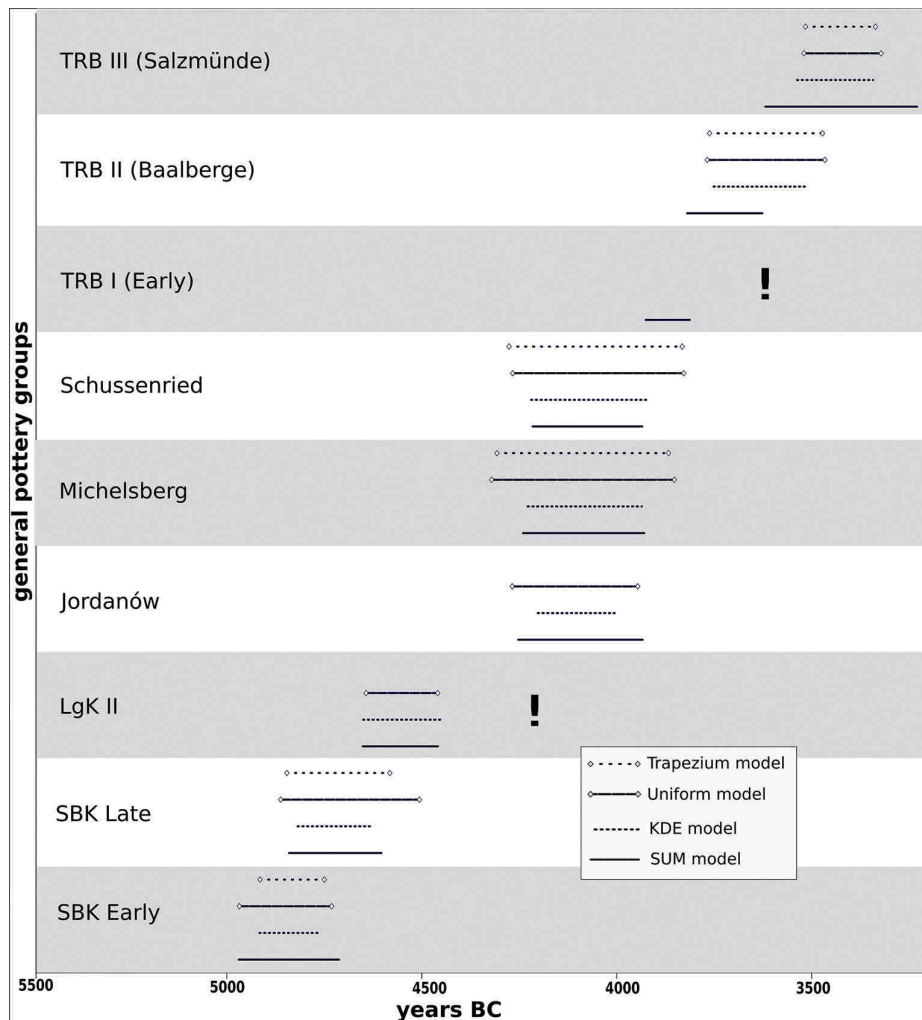 general pottery groups
TRB III (Salzmünde)
TRB II (Baalberge)
TRB I (Early)
!
Schussenried
Michelsberg
Jordanów
LgK II
!
SBK Late
SBK Early
Trapezium model
Uniform model
KDE model
SUM model
5500 5000 4500 4000 3500
years BC